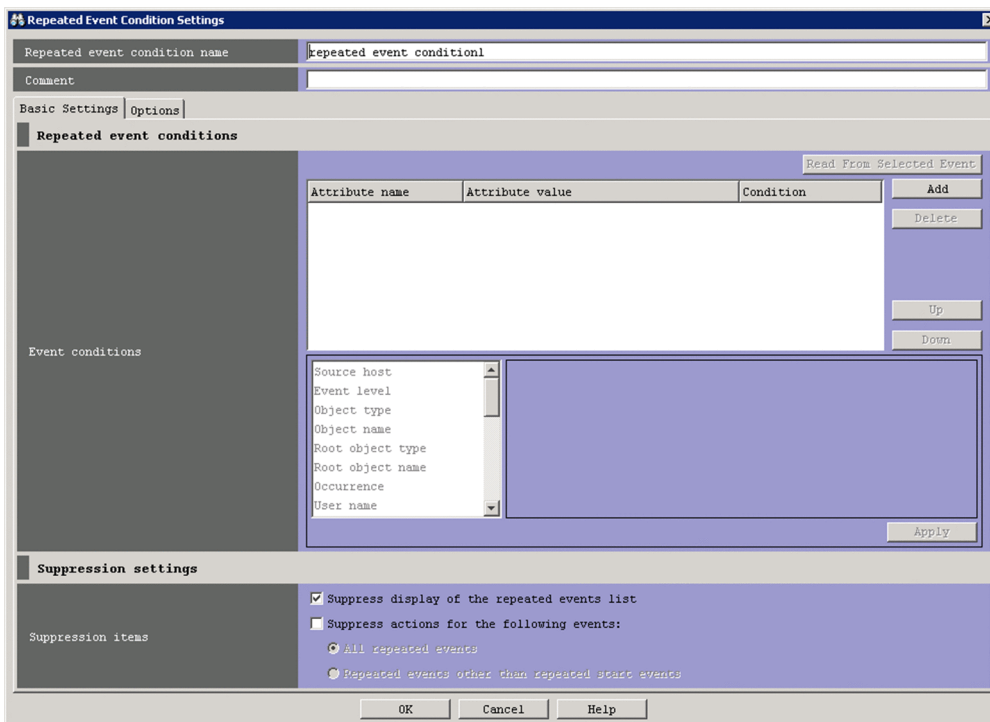 Repeated Event Condition Settings
Repeated event condition name
repeated event condition1
Comment
Basic Settings
Options
Repeated event conditions
Read From Selected Event
Attribute name
Attribute value
Condition
Add
Delete
Up
Down
Event conditions
Source host
Event level
Object type
Object name
Root object type
Root object name
Occurrence
User name
Apply
Suppression settings
Suppression items
Suppress display of the repeated events list
Suppress actions for the following events:
All repeated events
Repeated events other than repeated start events
OK
Cancel
Help